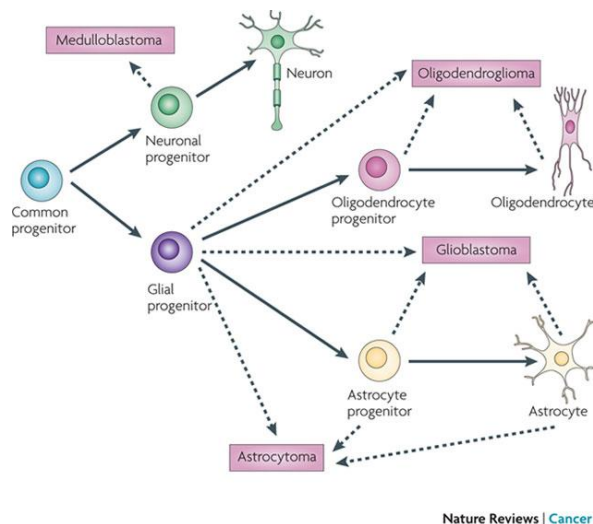 Medulloblastoma
Neuron
Neuronal
progenitor
Oligodendroglioma
Common
progenitor
Oligodendrocyte
progenitor
Oligodendrocyte
Glial
progenitor
Glioblastoma
Astrocyte
progenitor
Astrocyte
Astrocytoma
Nature Reviews | Cancer